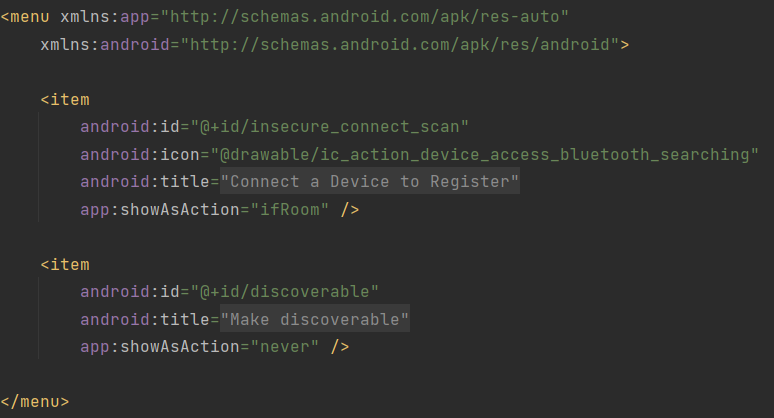 <menu xmlns:app="http://schemas.android.com/apk/res-auto"
    xmlns:android="http://schemas.android.com/apk/res/android">

    <item
        android:id="@+id/insecure_connect_scan"
        android:icon="@drawable/ic_action_device_access_bluetooth_searching"
        android:title="Connect a Device to Register"
        app:showAsAction="ifRoom" />

    <item
        android:id="@+id/discoverable"
        android:title="Make discoverable"
        app:showAsAction="never" />

</menu>